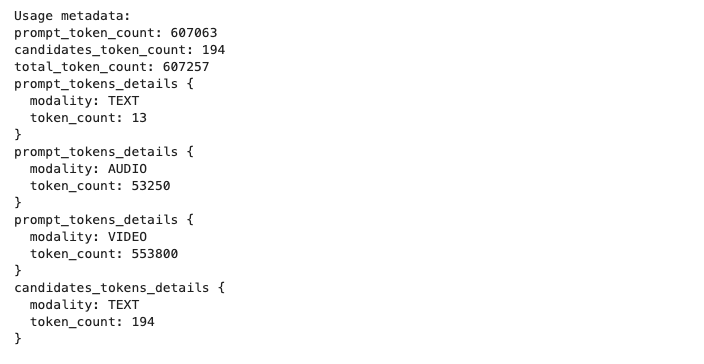 Usage metadata:
prompt_token_count: 607063
candidates_token_count: 194
total_token_count: 607257
prompt_tokens_details {
  modality: TEXT
  token_count: 13
}
prompt_tokens_details {
  modality: AUDIO
  token_count: 53250
}
prompt_tokens_details {
  modality: VIDEO
  token_count: 553800
}
candidates_tokens_details {
  modality: TEXT
  token_count: 194
}